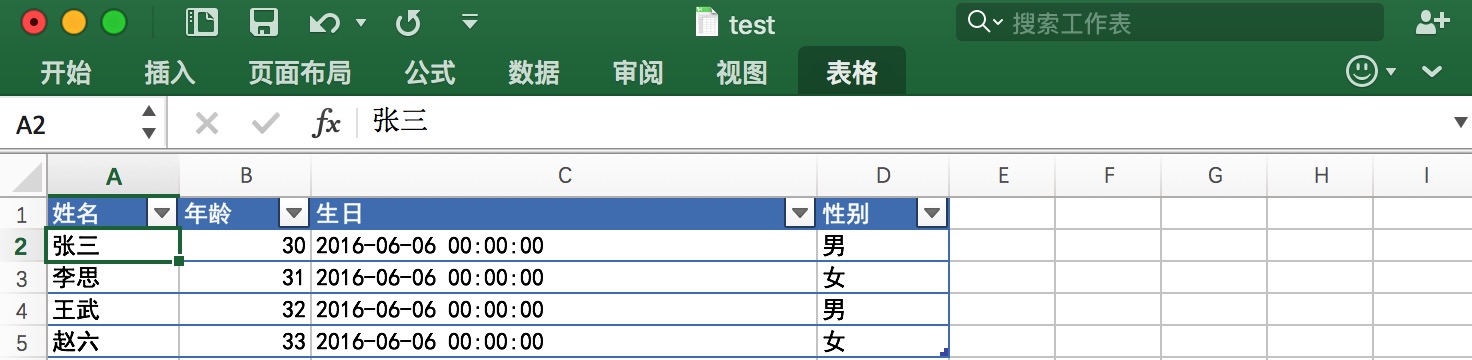 test
搜索工作表
开始 插入 页面布局 公式 数据 审阅 视图 表格
A2 fx 张三
A B C D E F G H I
1 姓名 年龄 生日 性别
2 张三 30 2016-06-06 00:00:00 男
3 李思 31 2016-06-06 00:00:00 女
4 王武 32 2016-06-06 00:00:00 男
5 赵六 33 2016-06-06 00:00:00 女